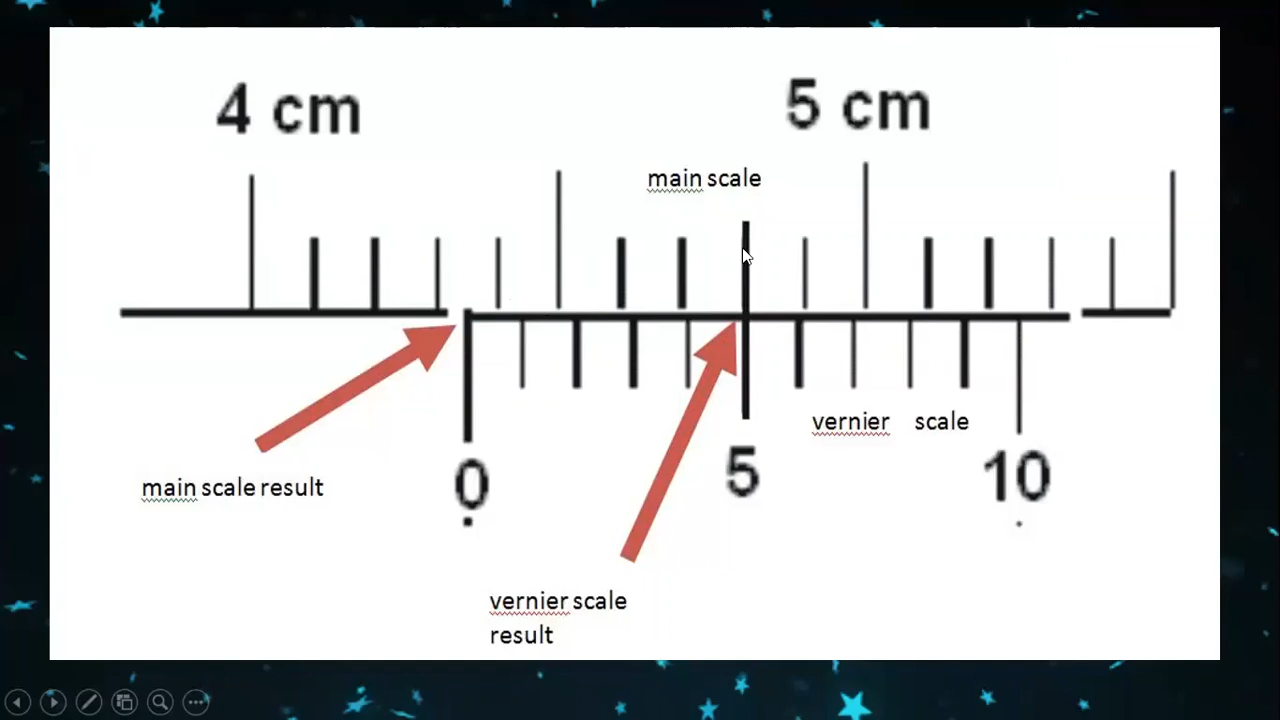 4 cm 5 cm
main scale
vernier scale
main scale result
0 5 10
vernier scale
result